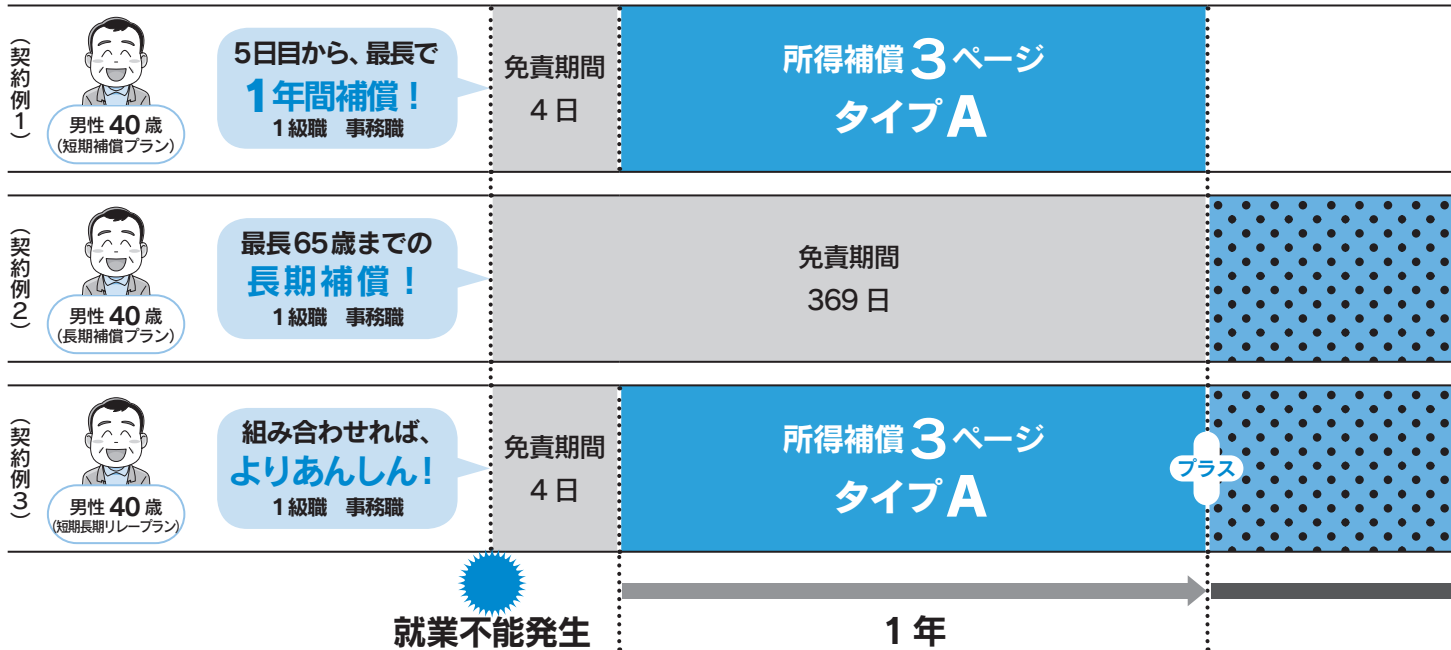 (契約例1)
男性 40 歳
(短期補償プラン)
5日目から、最長で
1年間補償！
1級職　事務職
免責期間
4 日
所得補償 3 ページ
タイプ A
(契約例2)
男性 40 歳
(長期補償プラン)
最長65歳までの
長期補償！
1級職　事務職
免責期間
369 日
(契約例3)
男性 40 歳
(短期長期リレープラン)
組み合わせれば、
よりあんしん！
1級職　事務職
免責期間
4 日
所得補償 3 ページ
タイプ A
プラス
就業不能発生
1 年